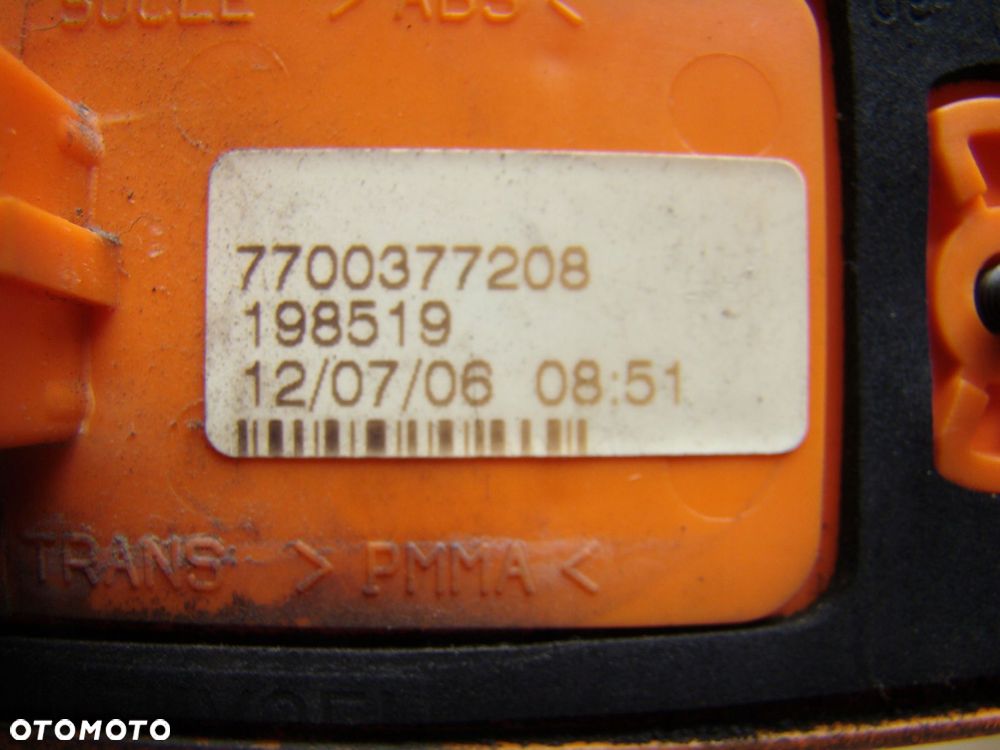 >ABS<
7700377208
198519
12/07/06 08:51
TRANS >PMMA<
OTOMOTO